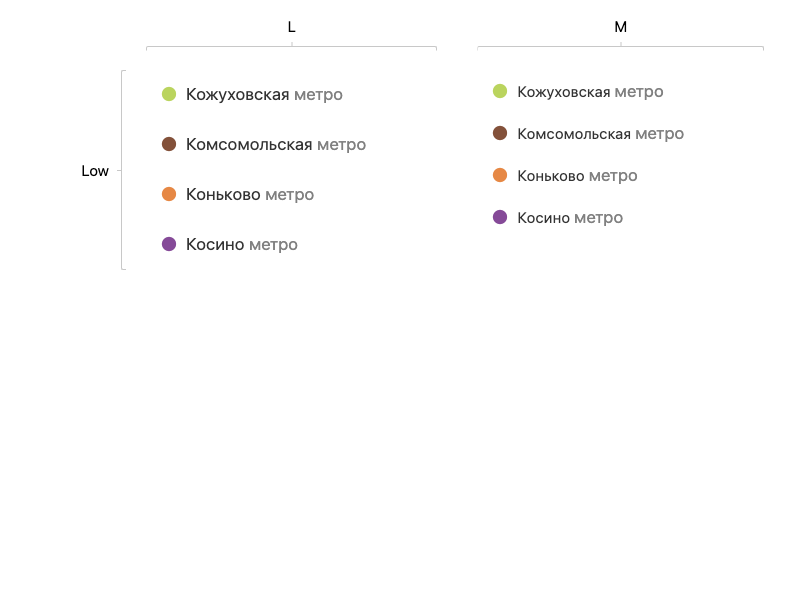 L
M
Low
Кожуховская метро
Комсомольская метро
Коньково метро
Косино метро
Кожуховская метро
Комсомольская метро
Коньково метро
Косино метро